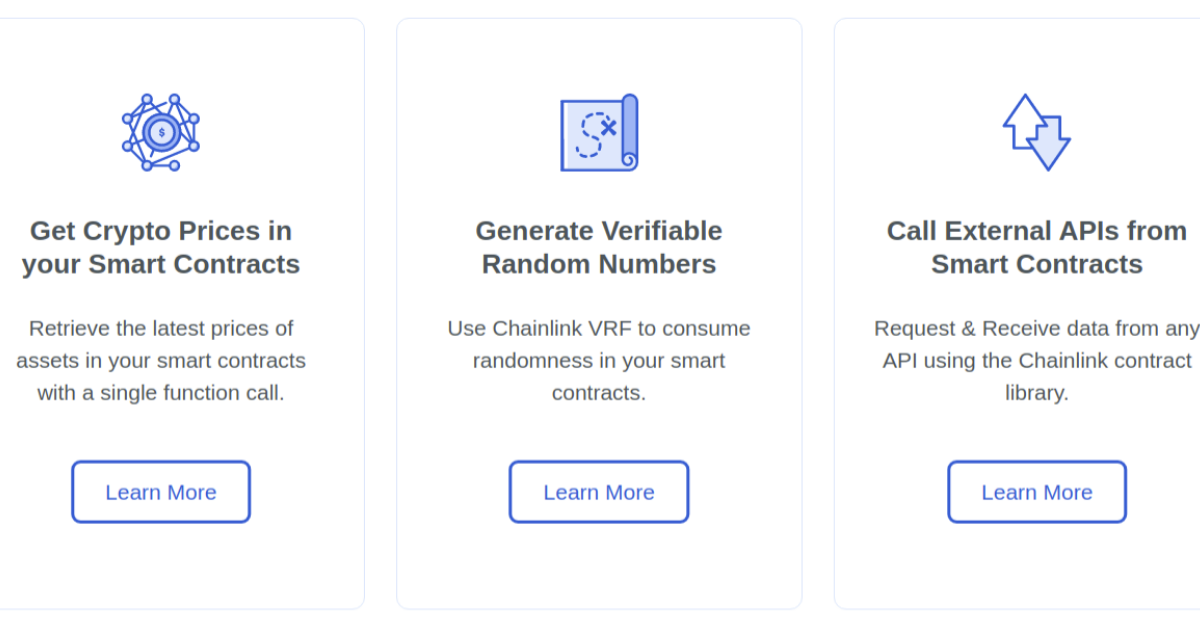 $
Get Crypto Prices in
your Smart Contracts
Retrieve the latest prices of
assets in your smart contracts
with a single function call.
Learn More
Generate Verifiable
Random Numbers
Use Chainlink VRF to consume
randomness in your smart
contracts.
Learn More
Call External APIs from
Smart Contracts
Request & Receive data from any
API using the Chainlink contract
library.
Learn More